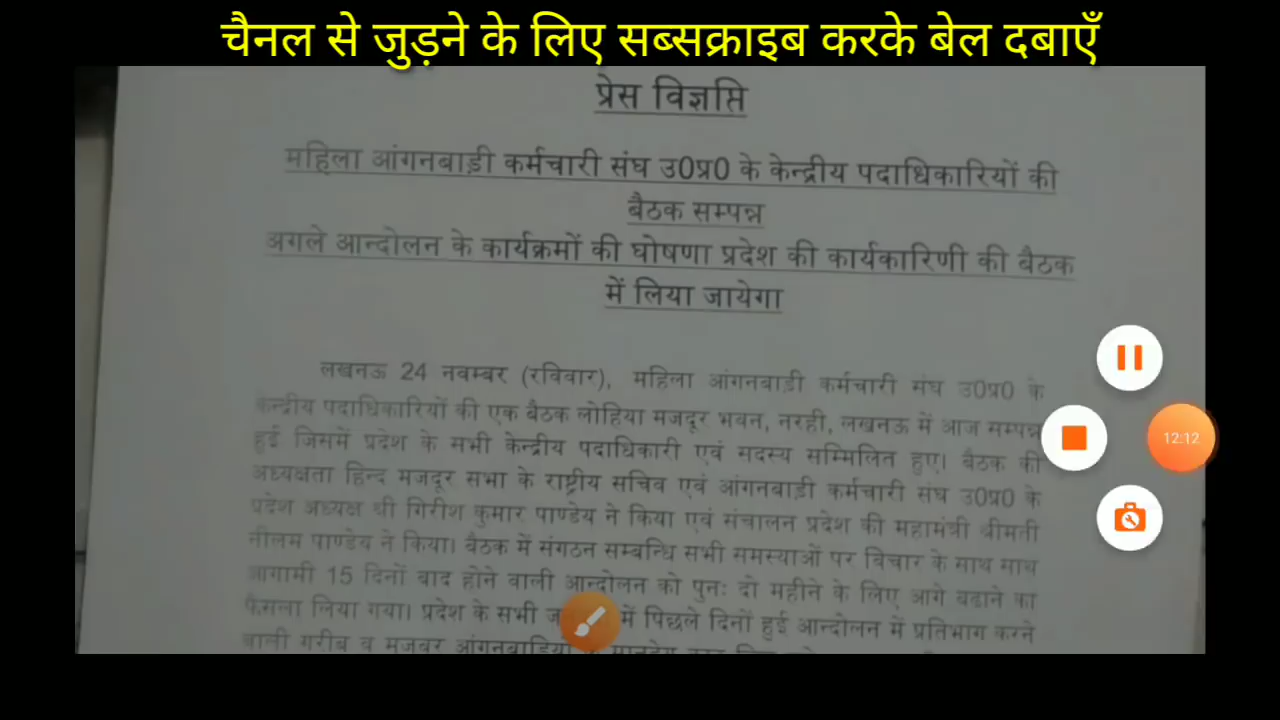 चैनल से जुड़ने के लिए सब्सक्राइब करके बेल दबाएँ
प्रेस विज्ञप्ति
महिला आंगनबाड़ी कर्मचारी संघ उ0प्र0 के केन्द्रीय पदाधिकारियों की
बैठक सम्पन्न
अगले आन्दोलन के कार्यक्रमों की घोषणा प्रदेश की कार्यकारिणी की बैठक
में लिया जायेगा
लखनऊ 24 नवम्बर (रविवार), महिला आंगनबाड़ी कर्मचारी संघ उ0प्र0 के
केन्द्रीय पदाधिकारियों की एक बैठक लोहिया मजदूर भवन, नरही, लखनऊ में आज सम्पन्न
हुई जिसमें प्रदेश के सभी केन्द्रीय पदाधिकारी एवं सदस्य सम्मिलित हुए। बैठक की
अध्यक्षता हिन्द मजदूर सभा के राष्ट्रीय सचिव एवं आंगनबाड़ी कर्मचारी संघ उ0प्र0 के
प्रदेश अध्यक्ष श्री गिरीश कुमार पाण्डेय ने किया एवं संचालन प्रदेश की महामंत्री श्रीमती
नीलम पाण्डेय ने किया। बैठक में संगठन सम्बन्धि सभी समस्याओं पर विचार के साथ साथ
आगामी 15 दिनों बाद होने वाली आन्दोलन को पुनः दो महीने के लिए आगे बढाने का
फैसला लिया गया। प्रदेश के सभी में पिछले दिनों हुई आन्दोलन में प्रतिभाग करने
वाली गरीब व मजबूर
12:12